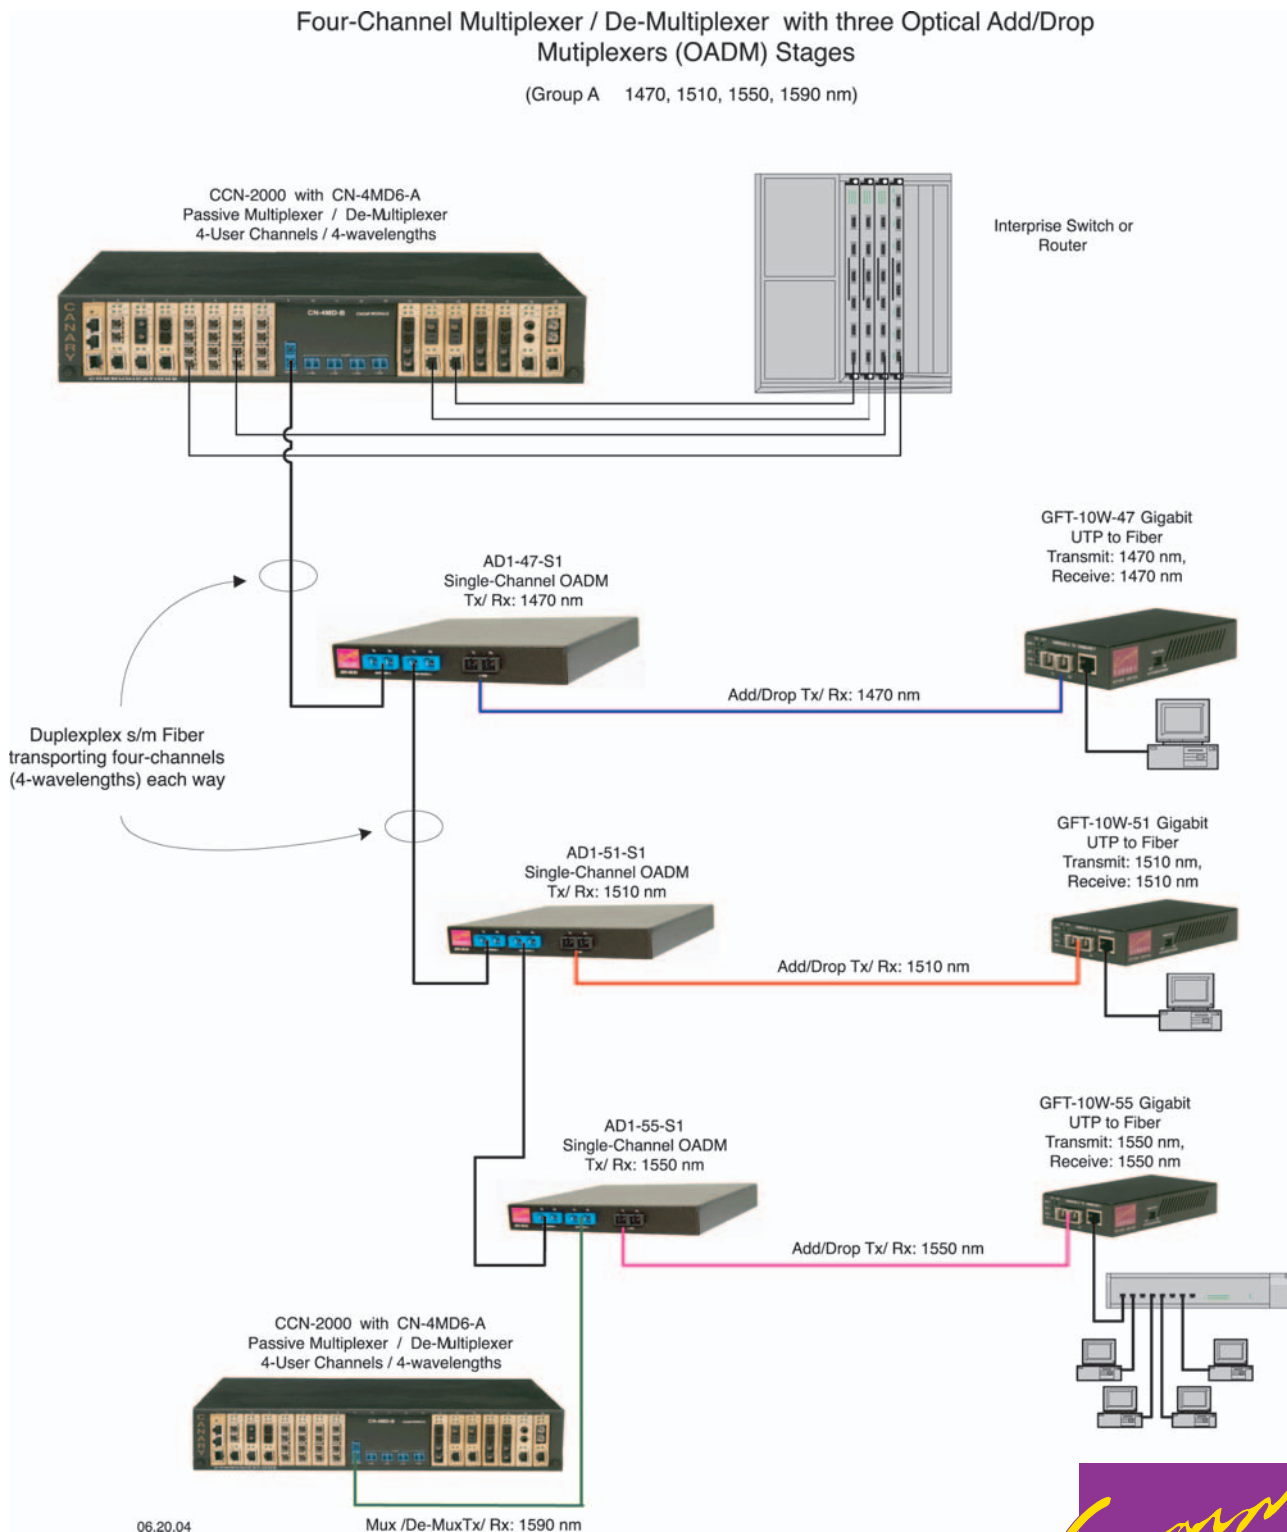 Four-Channel Multiplexer / De-Multiplexer with three Optical Add/Drop
Mutiplexers (OADM) Stages
(Group A 1470, 1510, 1550, 1590 nm)
CCN-2000 with CN-4MD6-A
Passive Multiplexer / De-Multiplexer
4-User Channels / 4-wavelengths
Interprise Switch or
Router
CANARY
CN-4MD-B
GFT-10W-47 Gigabit
UTP to Fiber
Transmit: 1470 nm,
Receive: 1470 nm
AD1-47-S1
Single-Channel OADM
Tx/ Rx: 1470 nm
Add/Drop Tx/ Rx: 1470 nm
Duplexplex s/m Fiber
transporting four-channels
(4-wavelengths) each way
GFT-10W-51 Gigabit
UTP to Fiber
Transmit: 1510 nm,
Receive: 1510 nm
AD1-51-S1
Single-Channel OADM
Tx/ Rx: 1510 nm
Add/Drop Tx/ Rx: 1510 nm
GFT-10W-55 Gigabit
UTP to Fiber
Transmit: 1550 nm,
Receive: 1550 nm
AD1-55-S1
Single-Channel OADM
Tx/ Rx: 1550 nm
Add/Drop Tx/ Rx: 1550 nm
CCN-2000 with CN-4MD6-A
Passive Multiplexer / De-Multiplexer
4-User Channels / 4-wavelengths
CANARY
CN-4MD-B
06.20.04
Mux /De-MuxTx/ Rx: 1590 nm